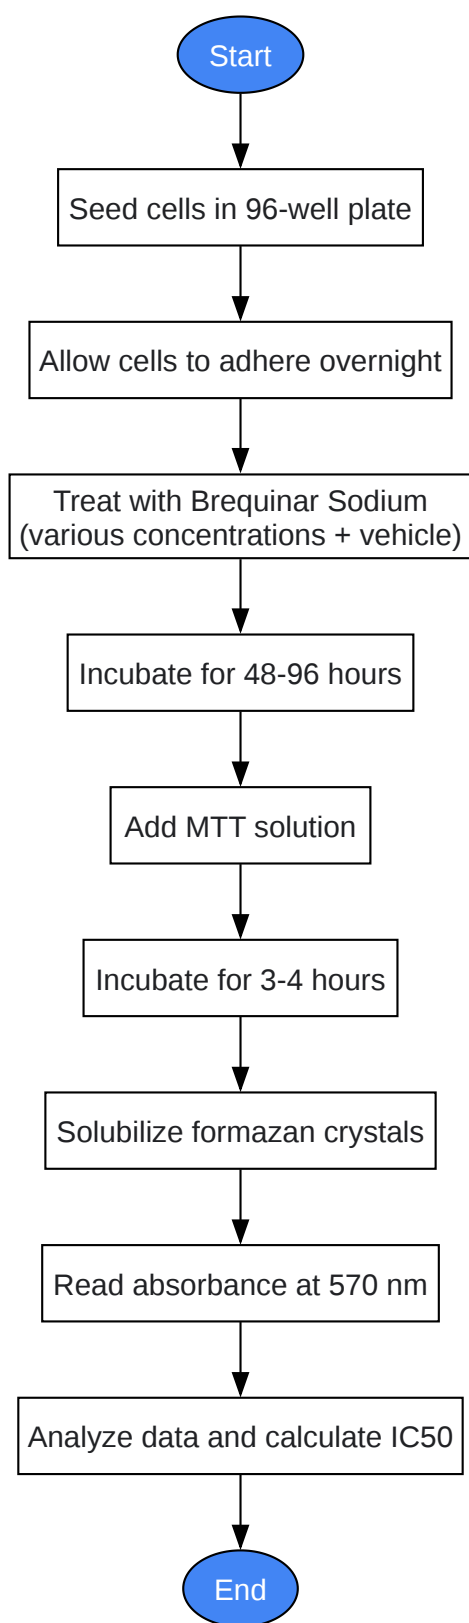 Start
Seed cells in 96-well plate
Allow cells to adhere overnight
Treat with Brequinar Sodium
(various concentrations + vehicle)
Incubate for 48-96 hours
Add MTT solution
Incubate for 3-4 hours
Solubilize formazan crystals
Read absorbance at 570 nm
Analyze data and calculate IC50
End